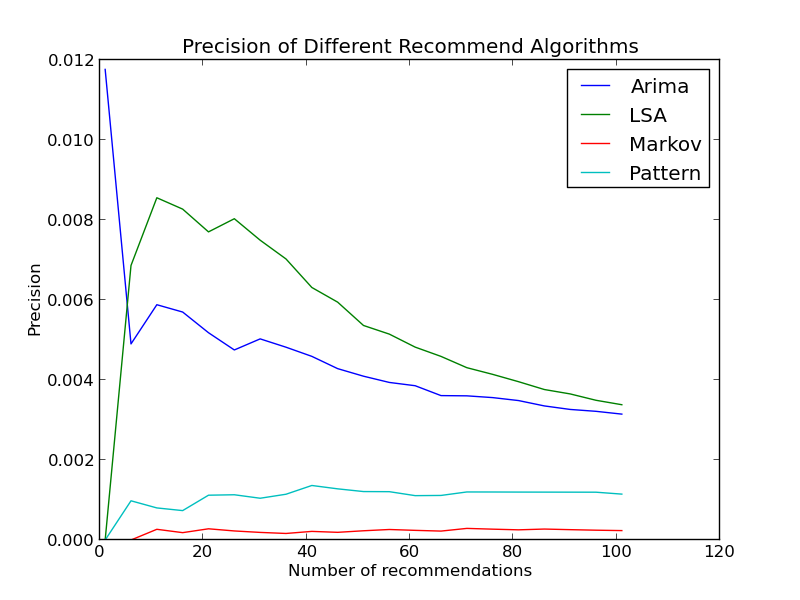 Precision of Different Recommend Algorithms
0.012
0.010
0.008
0.006
0.004
0.002
0.000
Precision
Arima
LSA
Markov
Pattern
0 20 40 60 80 100 120
Number of recommendations